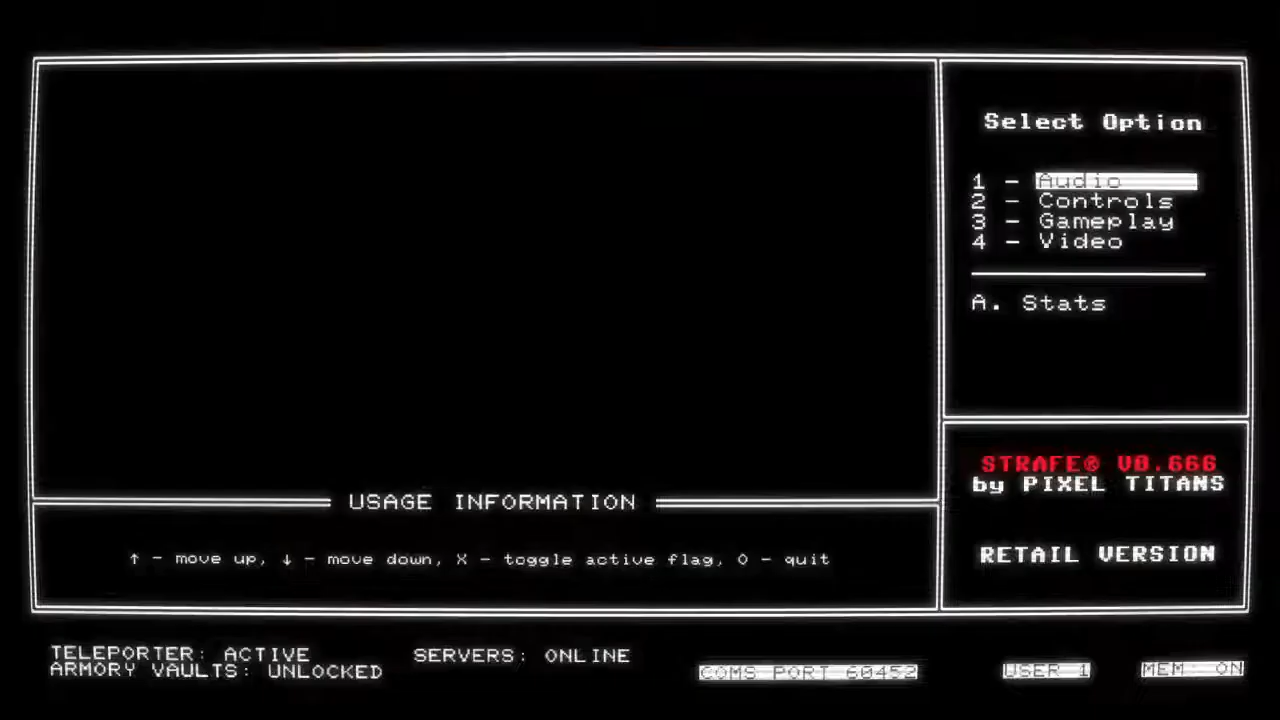 Select Option
1 - Audio
2 - Controls
3 - Gameplay
4 - Video
A. Stats
STRAFE® V0.666
by PIXEL TITANS
RETAIL VERSION
USAGE INFORMATION
↑ - move up, ↓ - move down, X - toggle active flag, O - quit
TELEPORTER: ACTIVE
ARMORY VAULTS: UNLOCKED
SERVERS: ONLINE
COMS PORT 60452
USER 1
MEM: ON